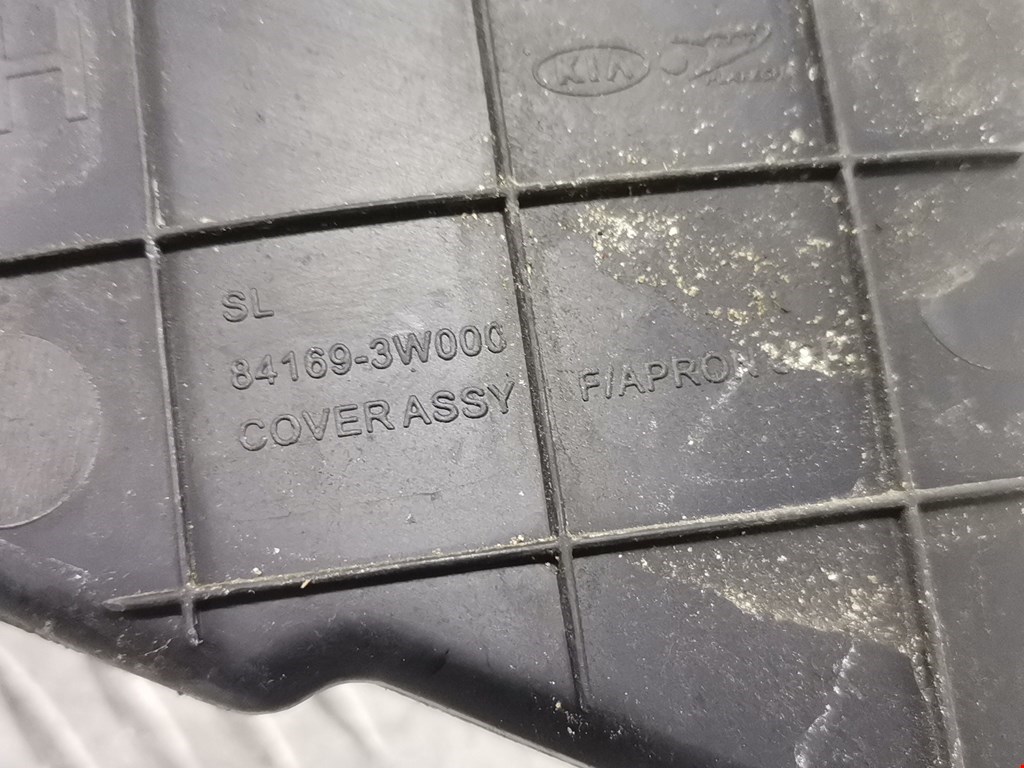 H
KIA
SL
84169-3W000
COVER ASSY F/APRON